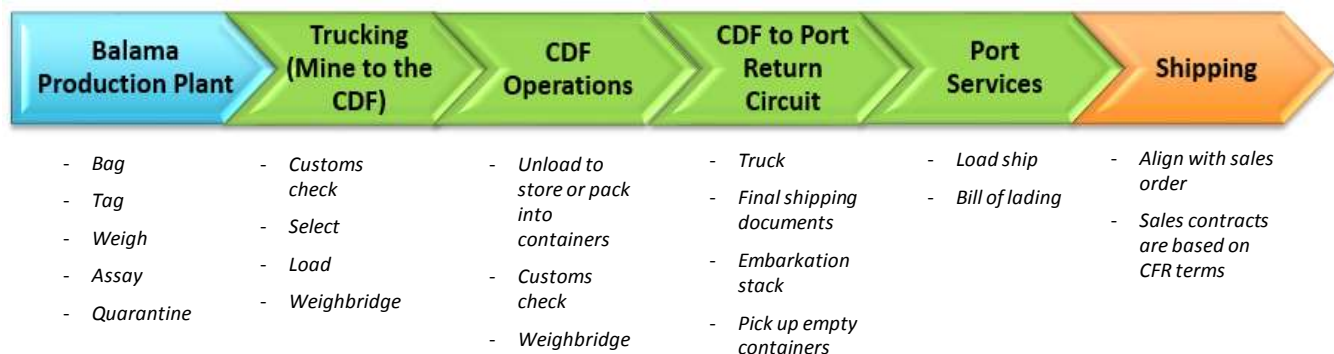 Balama
Production Plant
Trucking
(Mine to the
CDF)
CDF
Operations
CDF to Port
Return
Circuit
Port
Services
Shipping
- Bag
- Tag
- Weigh
- Assay
- Quarantine
- Customs
check
- Select
- Load
- Weighbridge
- Unload to
store or pack
into
containers
- Customs
check
- Weighbridge
- Truck
- Final shipping
documents
- Embarkation
stack
- Pick up empty
containers
- Load ship
- Bill of lading
- Align with sales
order
- Sales contracts
are based on
CFR terms